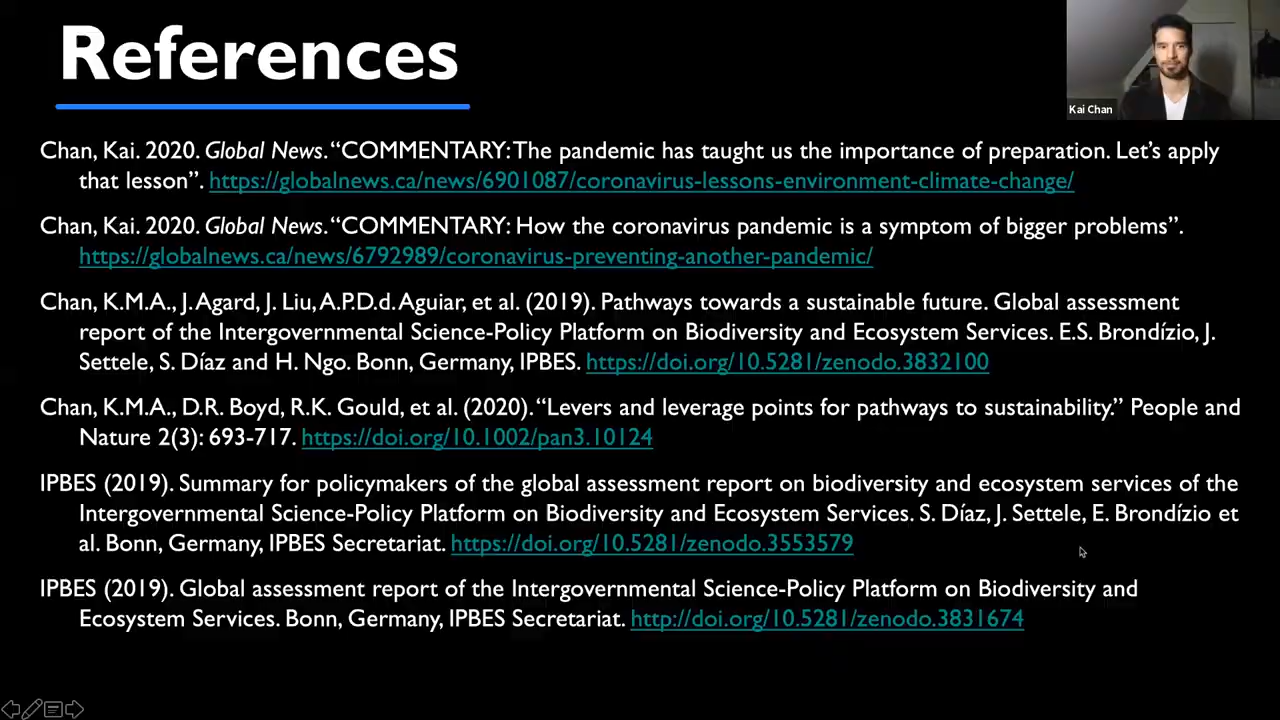 References
Kai Chan
Chan, Kai. 2020. Global News. “COMMENTARY: The pandemic has taught us the importance of preparation. Let’s apply
that lesson”. https://globalnews.ca/news/6901087/coronavirus-lessons-environment-climate-change/
Chan, Kai. 2020. Global News. “COMMENTARY: How the coronavirus pandemic is a symptom of bigger problems”.
https://globalnews.ca/news/6792989/coronavirus-preventing-another-pandemic/
Chan, K.M.A., J. Agard, J. Liu, A.P.D.d. Aguiar, et al. (2019). Pathways towards a sustainable future. Global assessment
report of the Intergovernmental Science-Policy Platform on Biodiversity and Ecosystem Services. E.S. Brondízio, J.
Settele, S. Díaz and H. Ngo. Bonn, Germany, IPBES. https://doi.org/10.5281/zenodo.3832100
Chan, K.M.A., D.R. Boyd, R.K. Gould, et al. (2020). “Levers and leverage points for pathways to sustainability.” People and
Nature 2(3): 693-717. https://doi.org/10.1002/pan3.10124
IPBES (2019). Summary for policymakers of the global assessment report on biodiversity and ecosystem services of the
Intergovernmental Science-Policy Platform on Biodiversity and Ecosystem Services. S. Díaz, J. Settele, E. Brondízio et
al. Bonn, Germany, IPBES Secretariat. https://doi.org/10.5281/zenodo.3553579
IPBES (2019). Global assessment report of the Intergovernmental Science-Policy Platform on Biodiversity and
Ecosystem Services. Bonn, Germany, IPBES Secretariat. http://doi.org/10.5281/zenodo.3831674